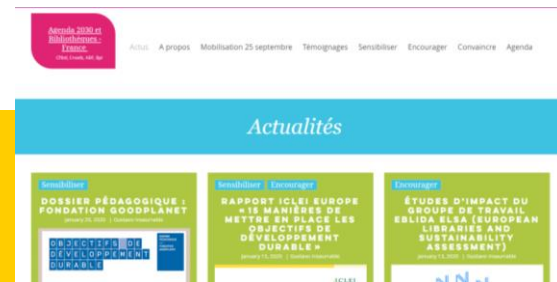 Agenda 2030 et
Bibliothèques -
France
Actus A propos Mobilisation 25 septembre Témoignages Sensibiliser Encourager Convaincre Agenda
Actualités
Sensibiliser
DOSSIER PÉDAGOGIQUE :
FONDATION GOODPLANET
OBJECTIFS DE
DÉVELOPPEMENT
DURABLE
Sensibiliser Encourager
RAPPORT ICLEI EUROPE
« 15 MANIÈRES DE
METTRE EN PLACE LES
OBJECTIFS DE
DÉVELOPPEMENT
DURABLE »
Encourager
ÉTUDES D'IMPACT DU
GROUPE DE TRAVAIL
EBLIDA ELSA (EUROPEAN
LIBRARIES AND
SUSTAINABILITY
ASSESSMENT)